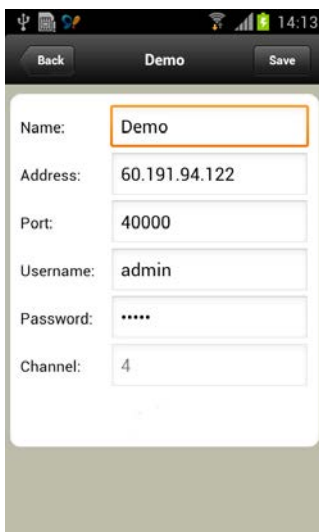 14:13
Back Demo Save
Name: Demo
Address: 60.191.94.122
Port: 40000
Username: admin
Password: •••••
Channel: 4